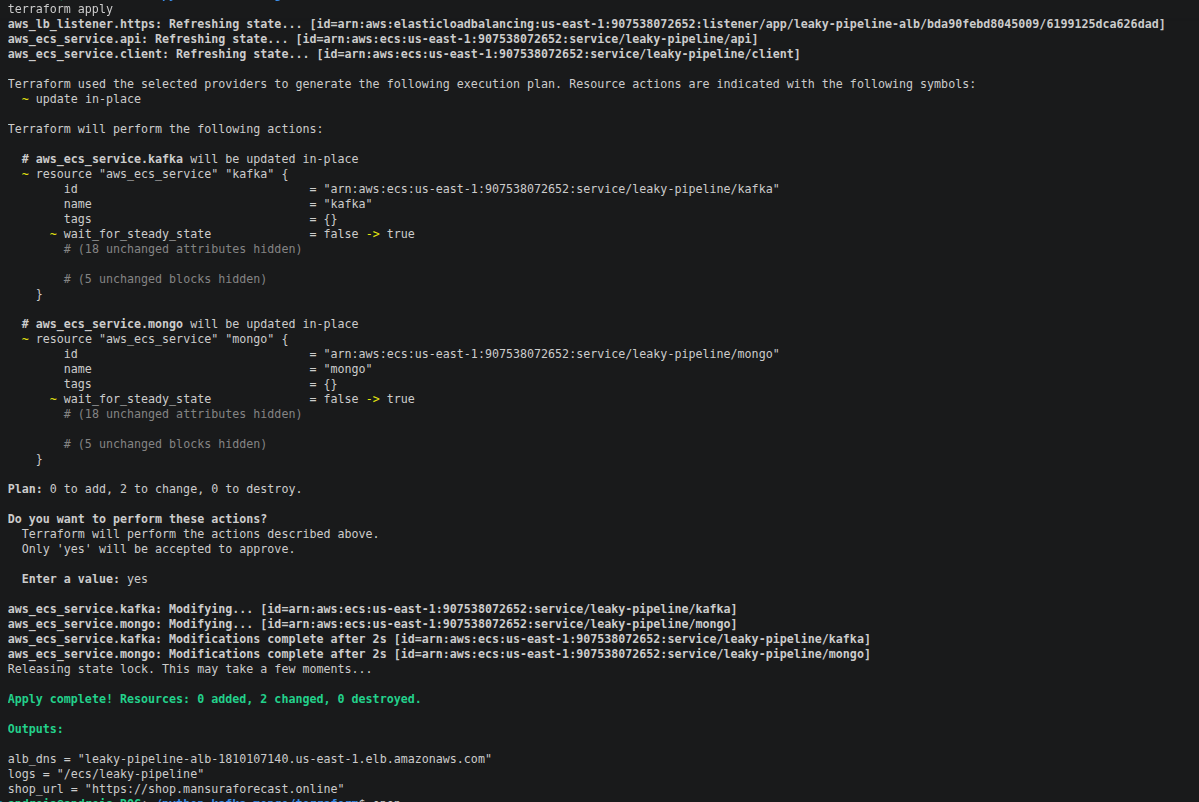 terraform apply
aws_lb_listener.https: Refreshing state... [id=arn:aws:elasticloadbalancing:us-east-1:907538072652:listener/app/leaky-pipeline-alb/bda90febd8045009/6199125dca626dad]
aws_ecs_service.api: Refreshing state... [id=arn:aws:ecs:us-east-1:907538072652:service/leaky-pipeline/api]
aws_ecs_service.client: Refreshing state... [id=arn:aws:ecs:us-east-1:907538072652:service/leaky-pipeline/client]
Terraform used the selected providers to generate the following execution plan. Resource actions are indicated with the following symbols:
~ update in-place
Terraform will perform the following actions:
# aws_ecs_service.kafka will be updated in-place
~ resource "aws_ecs_service" "kafka" {
id = "arn:aws:ecs:us-east-1:907538072652:service/leaky-pipeline/kafka"
name = "kafka"
tags = {}
~ wait_for_steady_state = false -> true
# (18 unchanged attributes hidden)
# (5 unchanged blocks hidden)
}
# aws_ecs_service.mongo will be updated in-place
~ resource "aws_ecs_service" "mongo" {
id = "arn:aws:ecs:us-east-1:907538072652:service/leaky-pipeline/mongo"
name = "mongo"
tags = {}
~ wait_for_steady_state = false -> true
# (18 unchanged attributes hidden)
# (5 unchanged blocks hidden)
}
Plan: 0 to add, 2 to change, 0 to destroy.
Do you want to perform these actions?
Terraform will perform the actions described above.
Only 'yes' will be accepted to approve.
Enter a value: yes
aws_ecs_service.kafka: Modifying... [id=arn:aws:ecs:us-east-1:907538072652:service/leaky-pipeline/kafka]
aws_ecs_service.mongo: Modifying... [id=arn:aws:ecs:us-east-1:907538072652:service/leaky-pipeline/mongo]
aws_ecs_service.kafka: Modifications complete after 2s [id=arn:aws:ecs:us-east-1:907538072652:service/leaky-pipeline/kafka]
aws_ecs_service.mongo: Modifications complete after 2s [id=arn:aws:ecs:us-east-1:907538072652:service/leaky-pipeline/mongo]
Releasing state lock. This may take a few moments...
Apply complete! Resources: 0 added, 2 changed, 0 destroyed.
Outputs:
alb_dns = "leaky-pipeline-alb-1810107140.us-east-1.elb.amazonaws.com"
logs = "/ecs/leaky-pipeline"
shop_url = "https://shop.mansuraforecast.online"